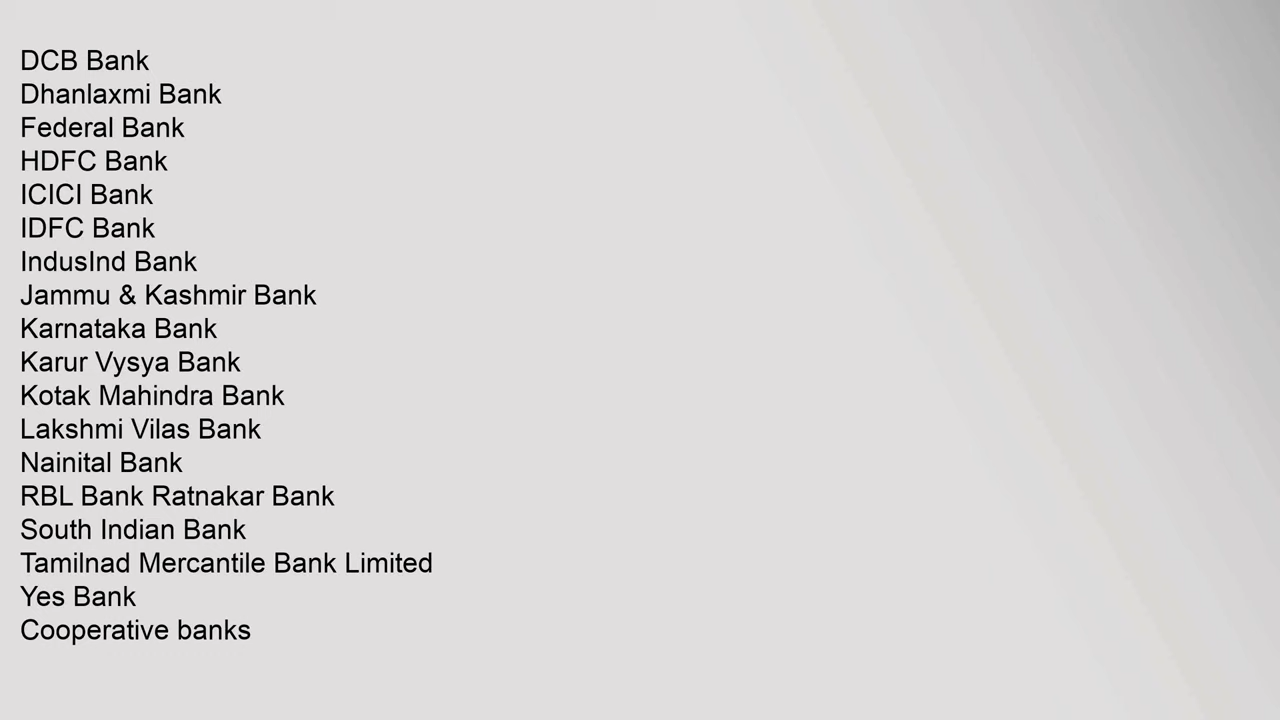 DCB Bank
Dhanlaxmi Bank
Federal Bank
HDFC Bank
ICICI Bank
IDFC Bank
IndusInd Bank
Jammu & Kashmir Bank
Karnataka Bank
Karur Vysya Bank
Kotak Mahindra Bank
Lakshmi Vilas Bank
Nainital Bank
RBL Bank Ratnakar Bank
South Indian Bank
Tamilnad Mercantile Bank Limited
Yes Bank
Cooperative banks